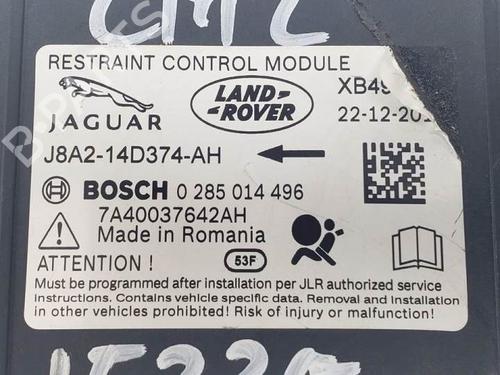 RESTRAINT CONTROL MODULE
JAGUAR
LAND-
ROVER
J8A2-14D374-AH
BOSCH 0 285 014 496
7A40037642AH
Made in Romania
ATTENTION !
53F
Must be programmed after installation per JLR authorized service
Instructions. Contains vehicle specific data. Removal and Installation
in other vehicles prohibited! Risk of injury or malfunction!